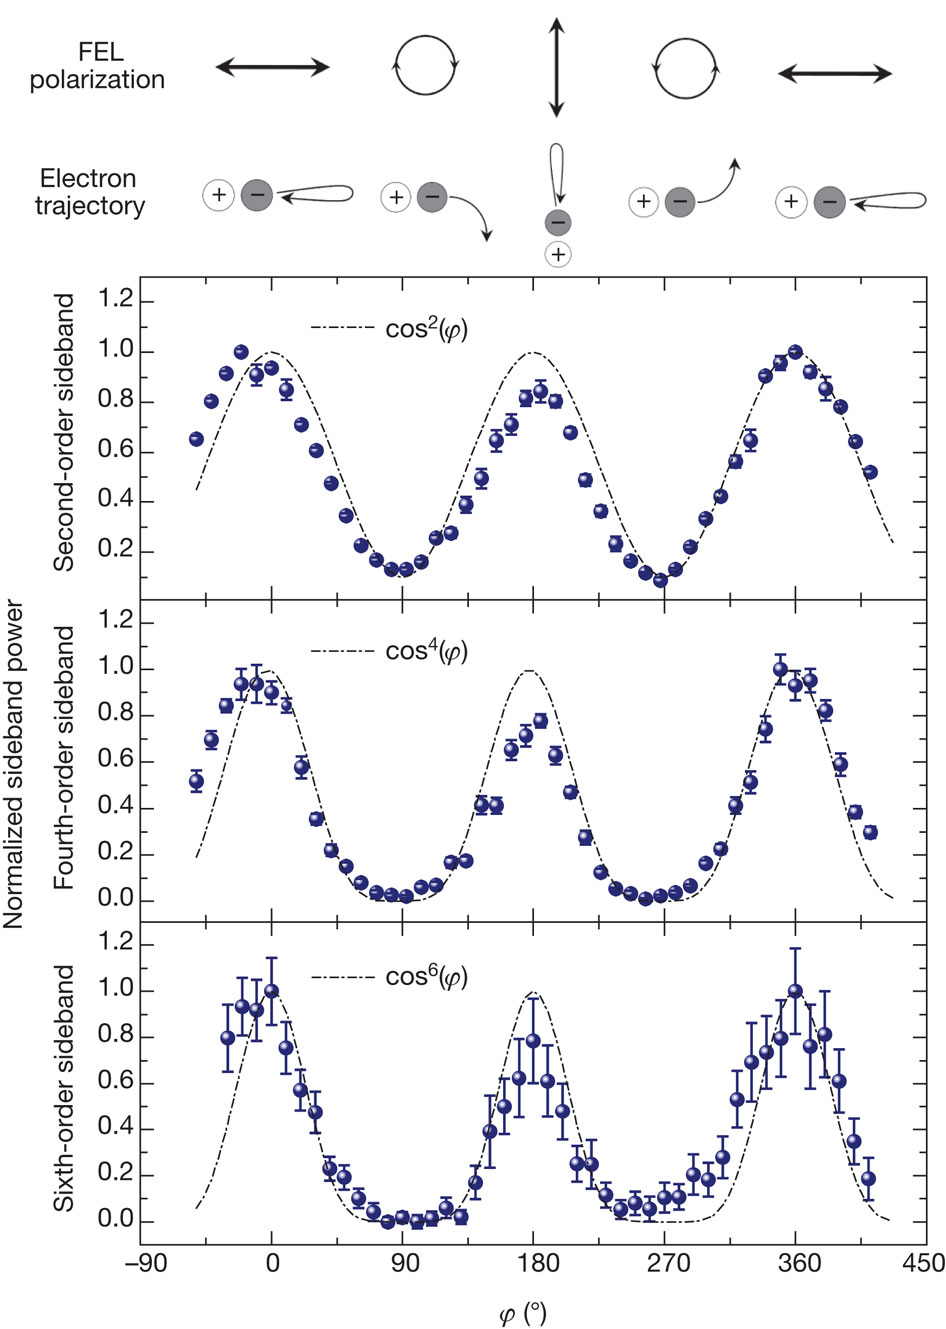 FEL
polarization
Electron
trajectory
+ −
+ −
−
+
+ −
+ −
Normalized sideband power
Second-order sideband
1.2
1.0
0.8
0.6
0.4
0.2
cos²(φ)
Fourth-order sideband
1.2
1.0
0.8
0.6
0.4
0.2
0.0
cos⁴(φ)
Sixth-order sideband
1.2
1.0
0.8
0.6
0.4
0.2
0.0
cos⁶(φ)
−90 0 90 180 270 360 450
φ (°)